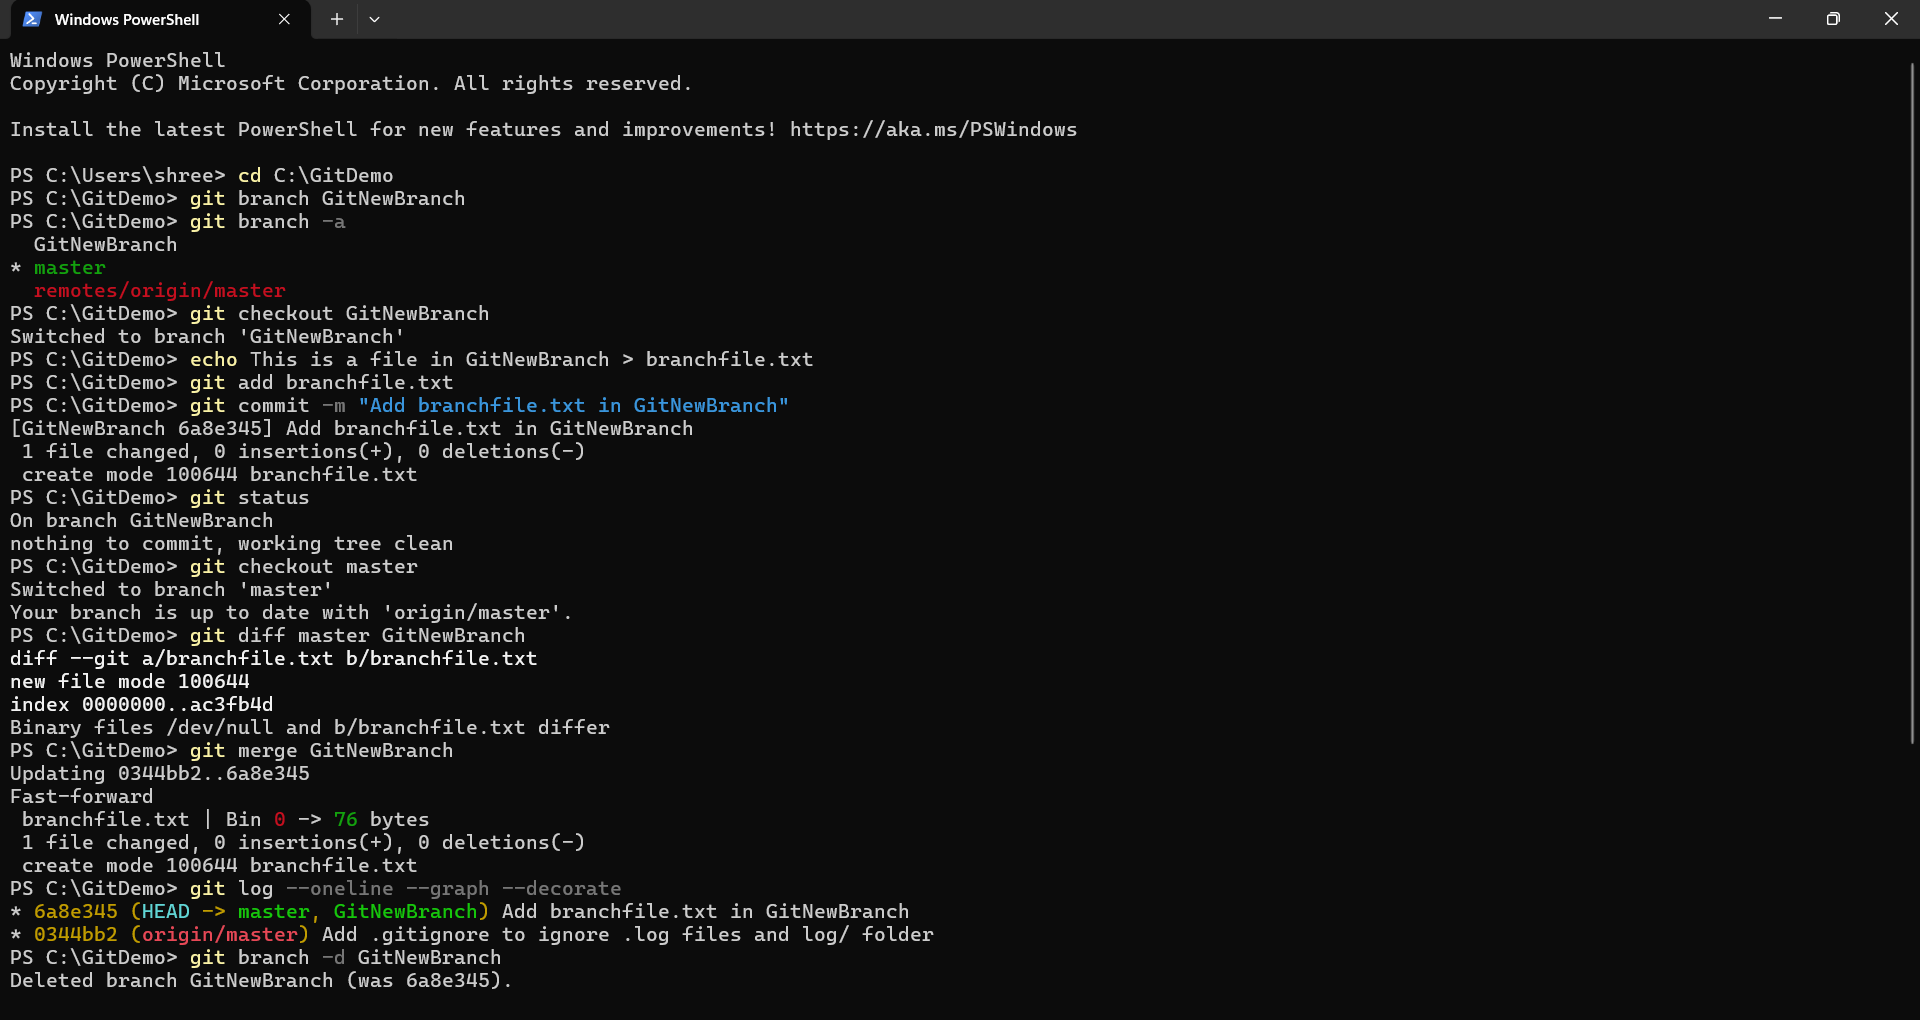 Windows PowerShell
Windows PowerShell
Copyright (C) Microsoft Corporation. All rights reserved.
Install the latest PowerShell for new features and improvements! https://aka.ms/PSWindows
PS C:\Users\shree> cd C:\GitDemo
PS C:\GitDemo> git branch GitNewBranch
PS C:\GitDemo> git branch -a
  GitNewBranch
* master
  remotes/origin/master
PS C:\GitDemo> git checkout GitNewBranch
Switched to branch 'GitNewBranch'
PS C:\GitDemo> echo This is a file in GitNewBranch > branchfile.txt
PS C:\GitDemo> git add branchfile.txt
PS C:\GitDemo> git commit -m "Add branchfile.txt in GitNewBranch"
[GitNewBranch 6a8e345] Add branchfile.txt in GitNewBranch
 1 file changed, 0 insertions(+), 0 deletions(-)
 create mode 100644 branchfile.txt
PS C:\GitDemo> git status
On branch GitNewBranch
nothing to commit, working tree clean
PS C:\GitDemo> git checkout master
Switched to branch 'master'
Your branch is up to date with 'origin/master'.
PS C:\GitDemo> git diff master GitNewBranch
diff --git a/branchfile.txt b/branchfile.txt
new file mode 100644
index 0000000..ac3fb4d
Binary files /dev/null and b/branchfile.txt differ
PS C:\GitDemo> git merge GitNewBranch
Updating 0344bb2..6a8e345
Fast-forward
 branchfile.txt | Bin 0 -> 76 bytes
 1 file changed, 0 insertions(+), 0 deletions(-)
 create mode 100644 branchfile.txt
PS C:\GitDemo> git log --oneline --graph --decorate
* 6a8e345 (HEAD -> master, GitNewBranch) Add branchfile.txt in GitNewBranch
* 0344bb2 (origin/master) Add .gitignore to ignore .log files and log/ folder
PS C:\GitDemo> git branch -d GitNewBranch
Deleted branch GitNewBranch (was 6a8e345).